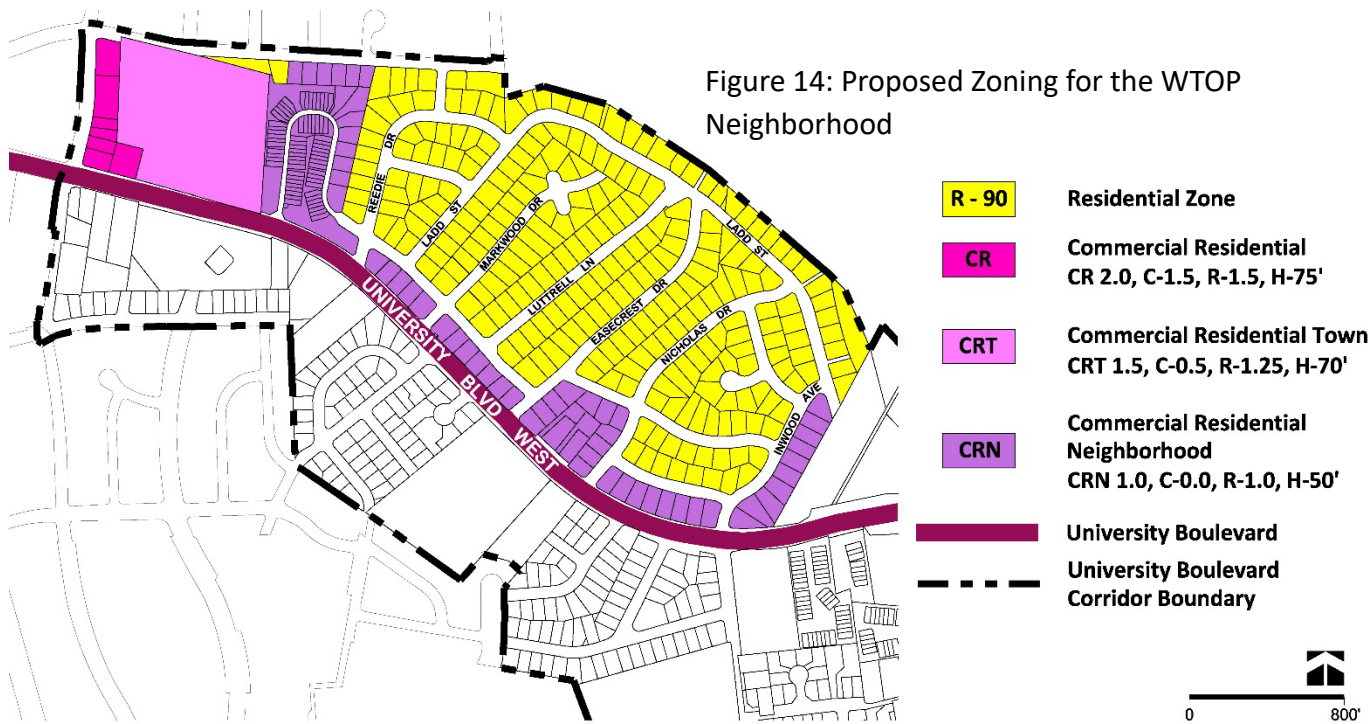 Figure 14: Proposed Zoning for the WTOP
Neighborhood
R - 90
Residential Zone
CR
Commercial Residential
CR 2.0, C-1.5, R-1.5, H-75'
CRT
Commercial Residential Town
CRT 1.5, C-0.5, R-1.25, H-70'
CRN
Commercial Residential
Neighborhood
CRN 1.0, C-0.0, R-1.0, H-50'
University Boulevard
University Boulevard
Corridor Boundary
0 800'
REEDIE DR
LADD ST
MARKWOOD DR
LUTTRELL LN
EASECREST DR
NICHOLAS DR
LADD ST
INWOOD AVE
UNIVERSITY BLVD WEST